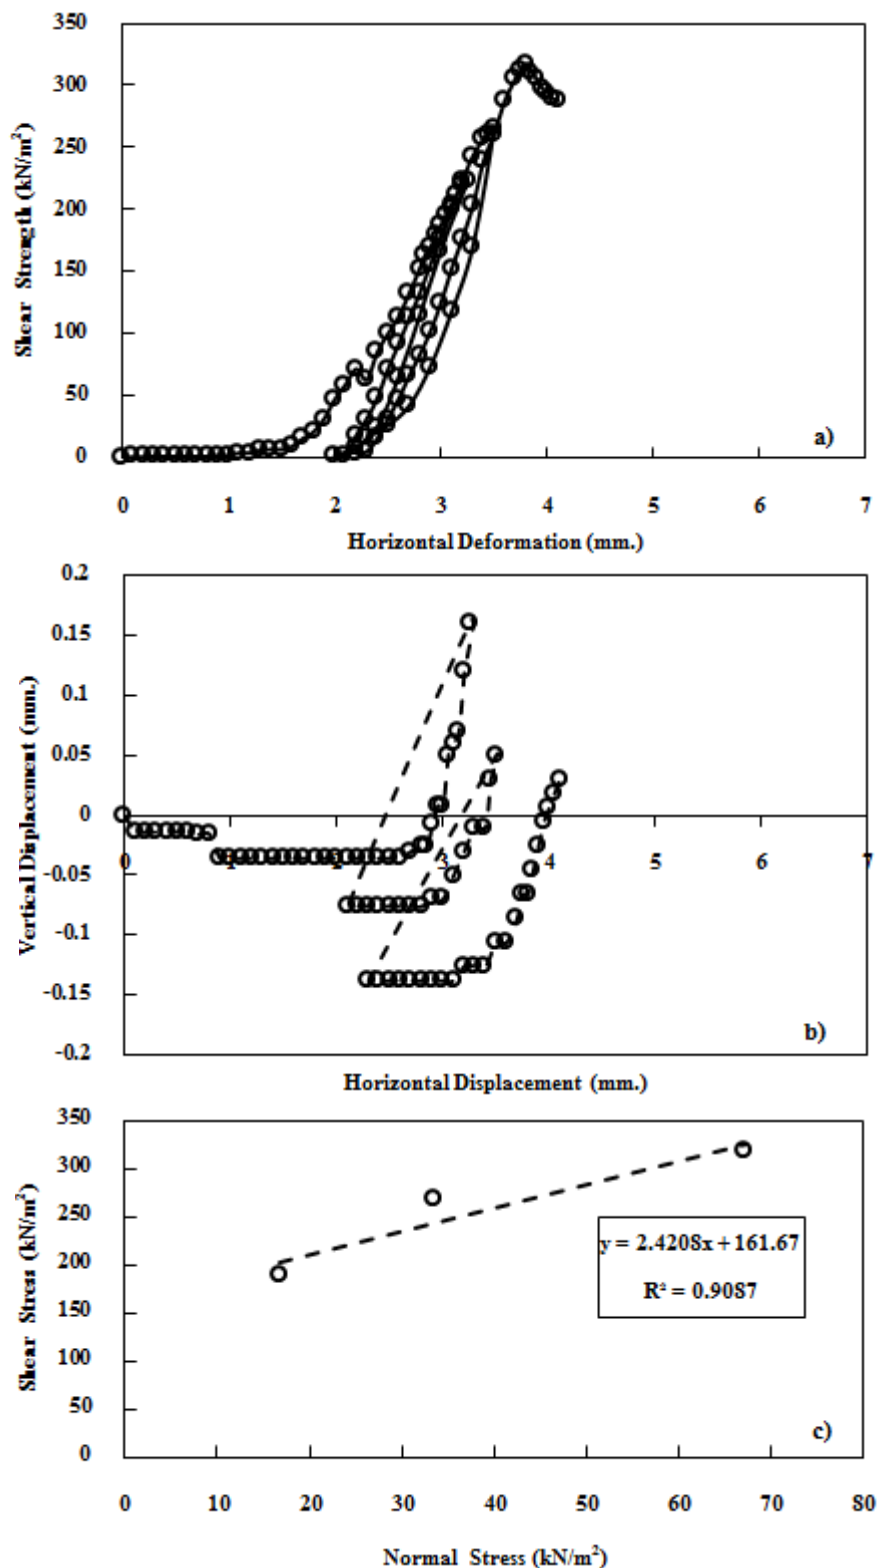 350
300
250
200
150
100
50
0
Shear Strength (kN/m²)
a)
0 1 2 3 4 5 6 7
Horizontal Deformation (mm.)
0.2
0.15
0.1
0.05
0
-0.05
-0.1
-0.15
-0.2
Vertical Displacement (mm.)
0 1 2 3 4 5 6 7
b)
Horizontal Displacement (mm.)
350
300
250
200
150
100
50
0
Shear Stress (kN/m²)
y = 2.4208x + 161.67
R² = 0.9087
c)
0 10 20 30 40 50 60 70 80
Normal Stress (kN/m²)